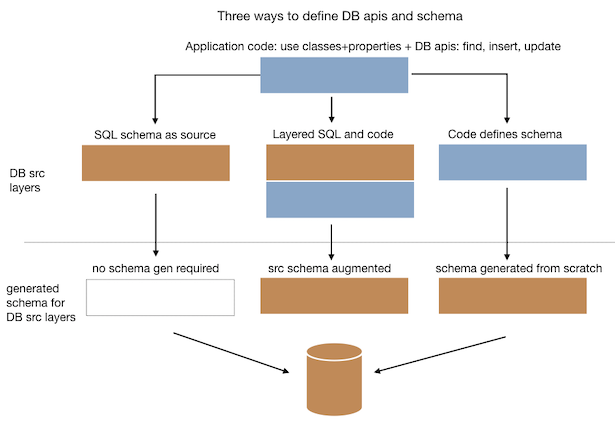 Three ways to define DB apis and schema
Application code: use classes+properties + DB apis: find, insert, update
SQL schema as source
Layered SQL and code
Code defines schema
DB src
layers
no schema gen required
src schema augmented
schema generated from scratch
generated
schema for
DB src layers